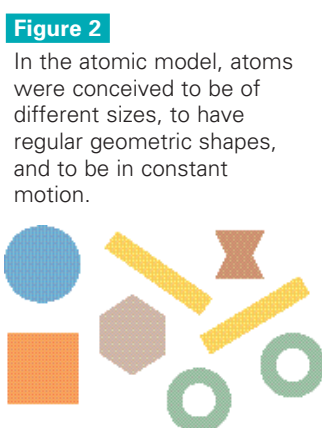 Figure 2
In the atomic model, atoms
were conceived to be of
different sizes, to have
regular geometric shapes,
and to be in constant
motion.